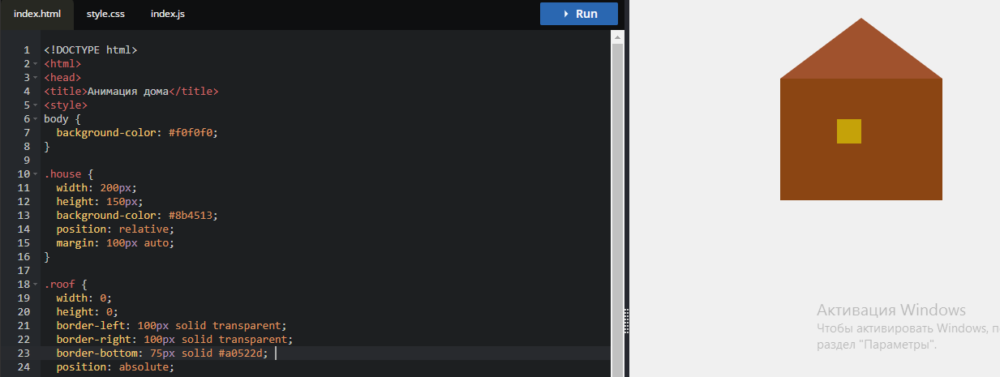 index.html style.css index.js Run
1 <!DOCTYPE html>
2 <html>
3 <head>
4 <title>Анимация дома</title>
5 <style>
6 body {
7 background-color: #f0f0f0;
8 }
9
10 .house {
11 width: 200px;
12 height: 150px;
13 background-color: #8b4513;
14 position: relative;
15 margin: 100px auto;
16 }
17
18 .roof {
19 width: 0;
20 height: 0;
21 border-left: 100px solid transparent;
22 border-right: 100px solid transparent;
23 border-bottom: 75px solid #a0522d;
24 position: absolute;
Активация Windows
Чтобы активировать Windows, п
раздел "Параметры".